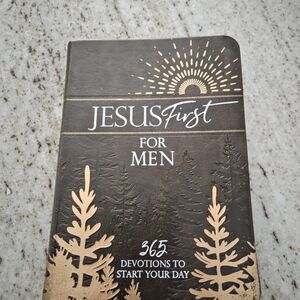 JESUS First
FOR
MEN
365
DEVOTIONS TO
START YOUR DAY